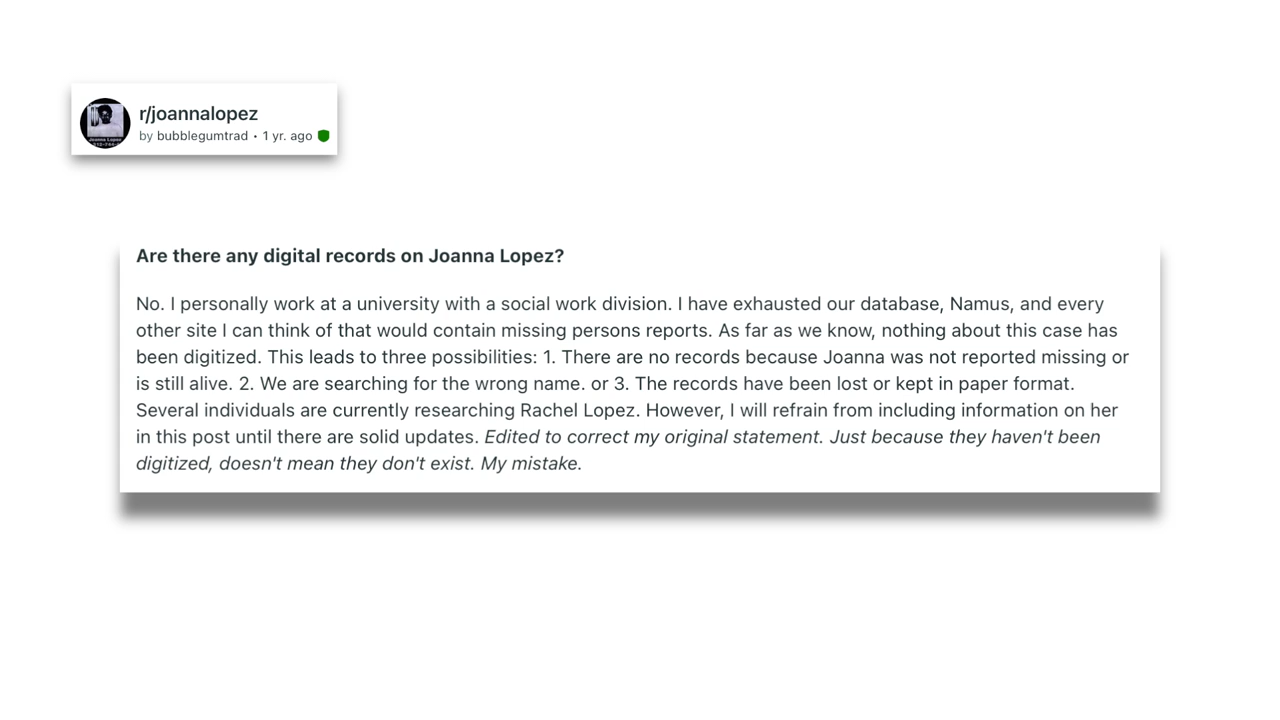 r/joannalopez
by bubblegumtrad • 1 yr. ago
Are there any digital records on Joanna Lopez?
No. I personally work at a university with a social work division. I have exhausted our database, Namus, and every
other site I can think of that would contain missing persons reports. As far as we know, nothing about this case has
been digitized. This leads to three possibilities: 1. There are no records because Joanna was not reported missing or
is still alive. 2. We are searching for the wrong name. or 3. The records have been lost or kept in paper format.
Several individuals are currently researching Rachel Lopez. However, I will refrain from including information on her
in this post until there are solid updates. Edited to correct my original statement. Just because they haven't been
digitized, doesn't mean they don't exist. My mistake.